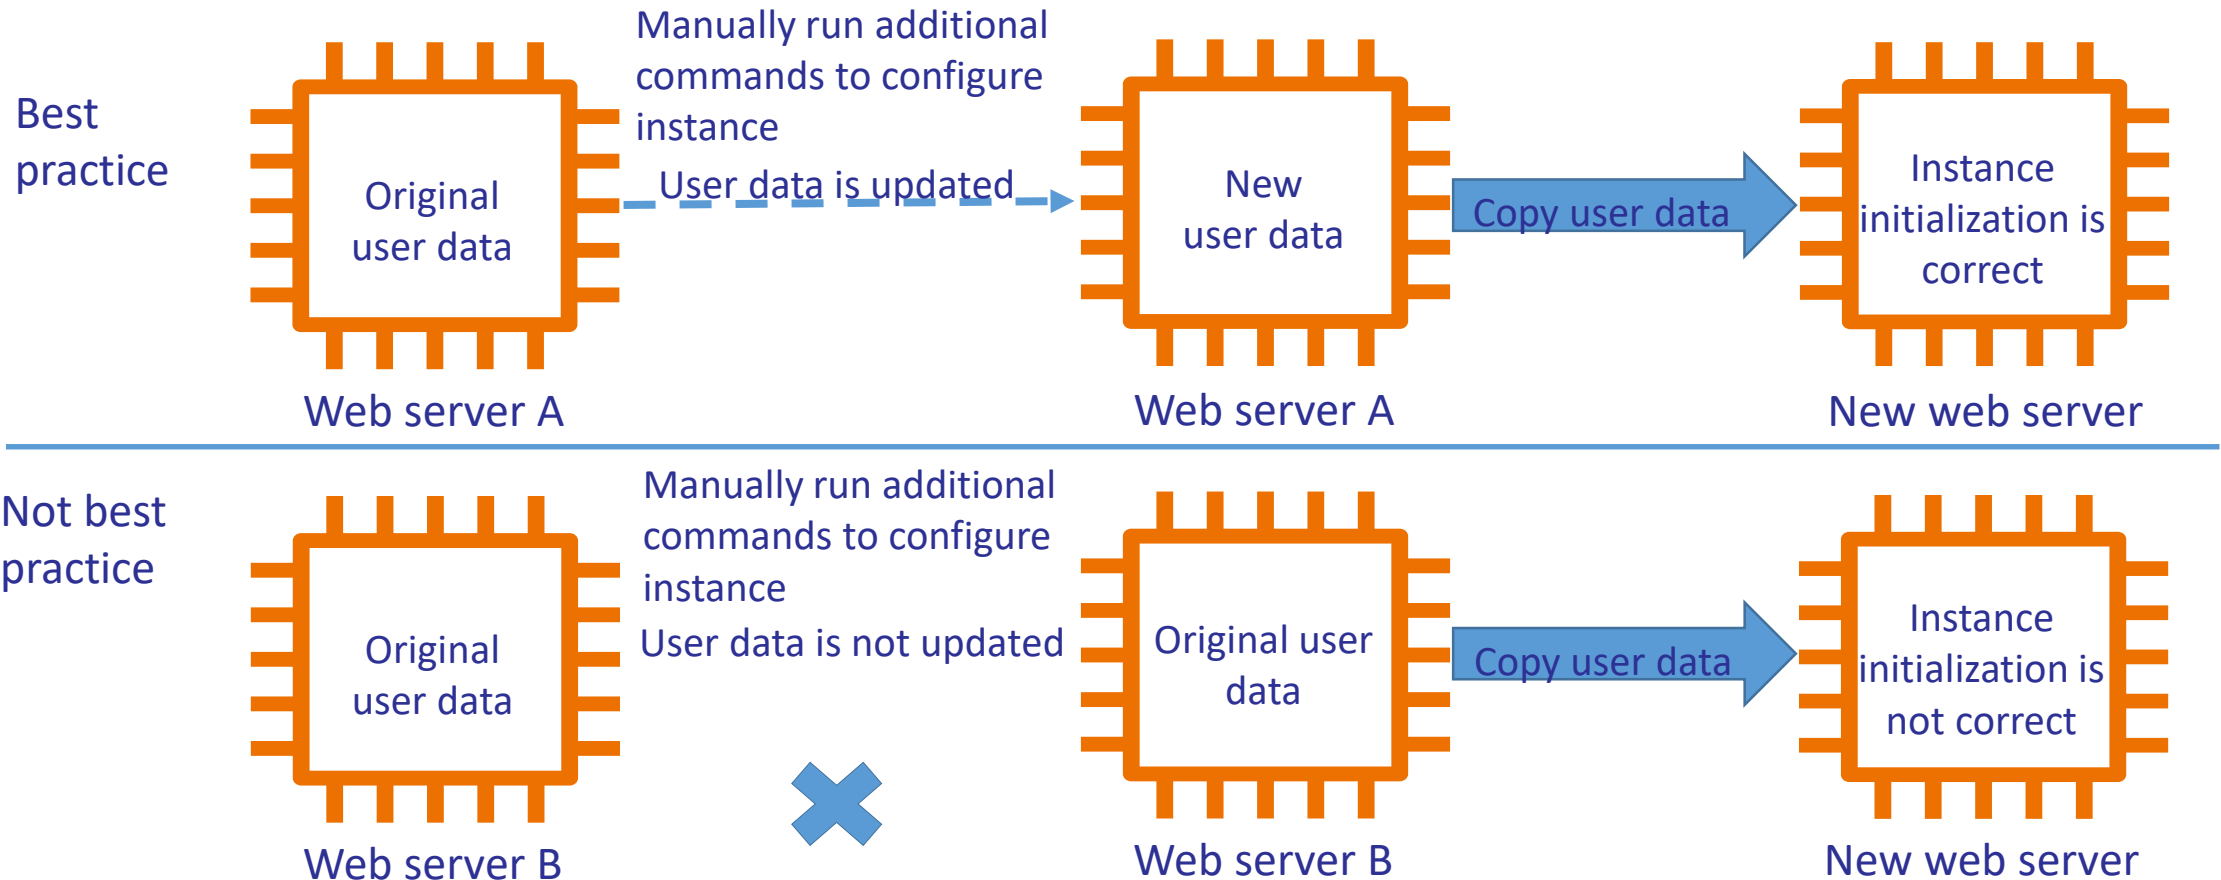 Best
practice
Original
user data
Web server A
Manually run additional
commands to configure
instance
User data is updated
New
user data
Web server A
Copy user data
Instance
initialization is
correct
New web server
Not best
practice
Original
user data
Web server B
Manually run additional
commands to configure
instance
User data is not updated
Original user
data
Web server B
Copy user data
Instance
initialization is
not correct
New web server